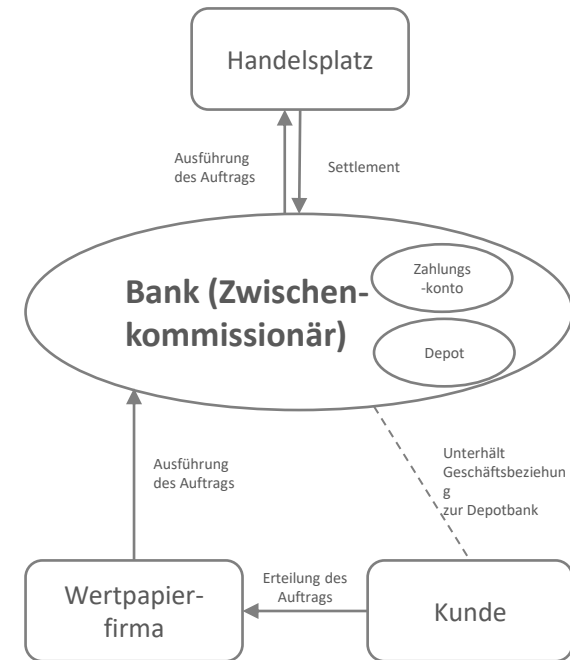 Handelsplatz
Ausführung
des Auftrags
Settlement
Bank (Zwischen-
kommissionär)
Zahlungs
-konto
Depot
Ausführung
des Auftrags
Unterhält
Geschäftsbeziehun
g
zur Depotbank
Wertpapier-
firma
Erteilung des
Auftrags
Kunde